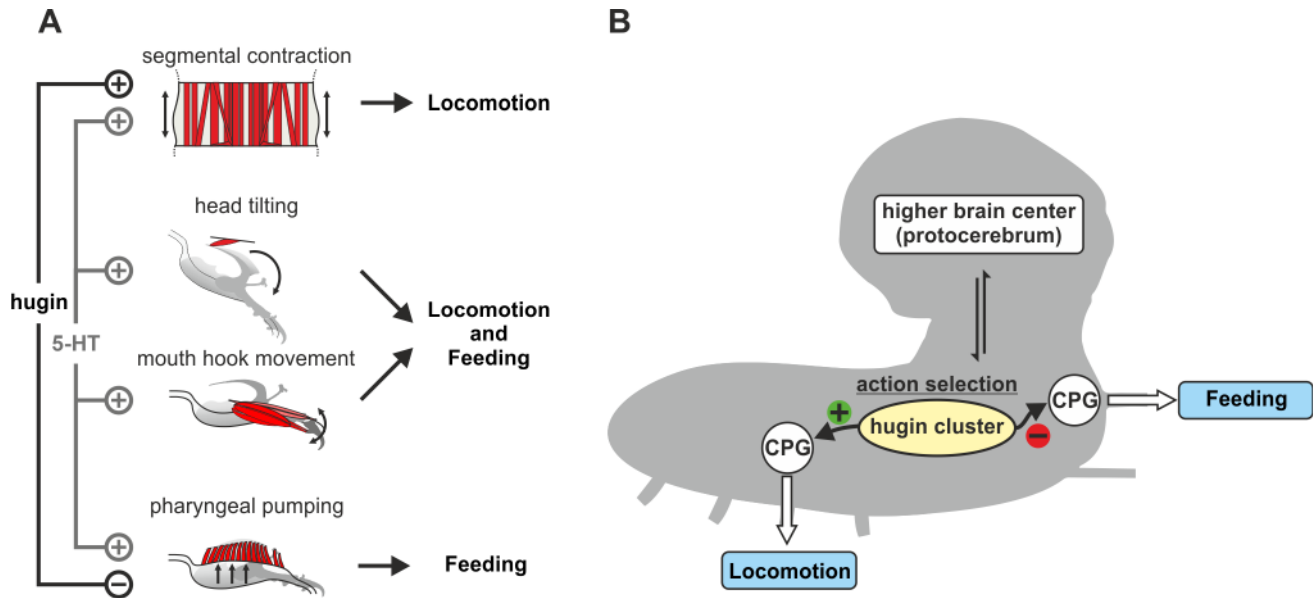 A
segmental contraction
+
+
Locomotion
head tilting
+
hugin
5-HT
Locomotion
and
Feeding
mouth hook movement
+
pharyngeal pumping
+
−
Feeding
B
higher brain center
(protocerebrum)
action selection
hugin cluster
+
−
CPG
CPG
Feeding
Locomotion